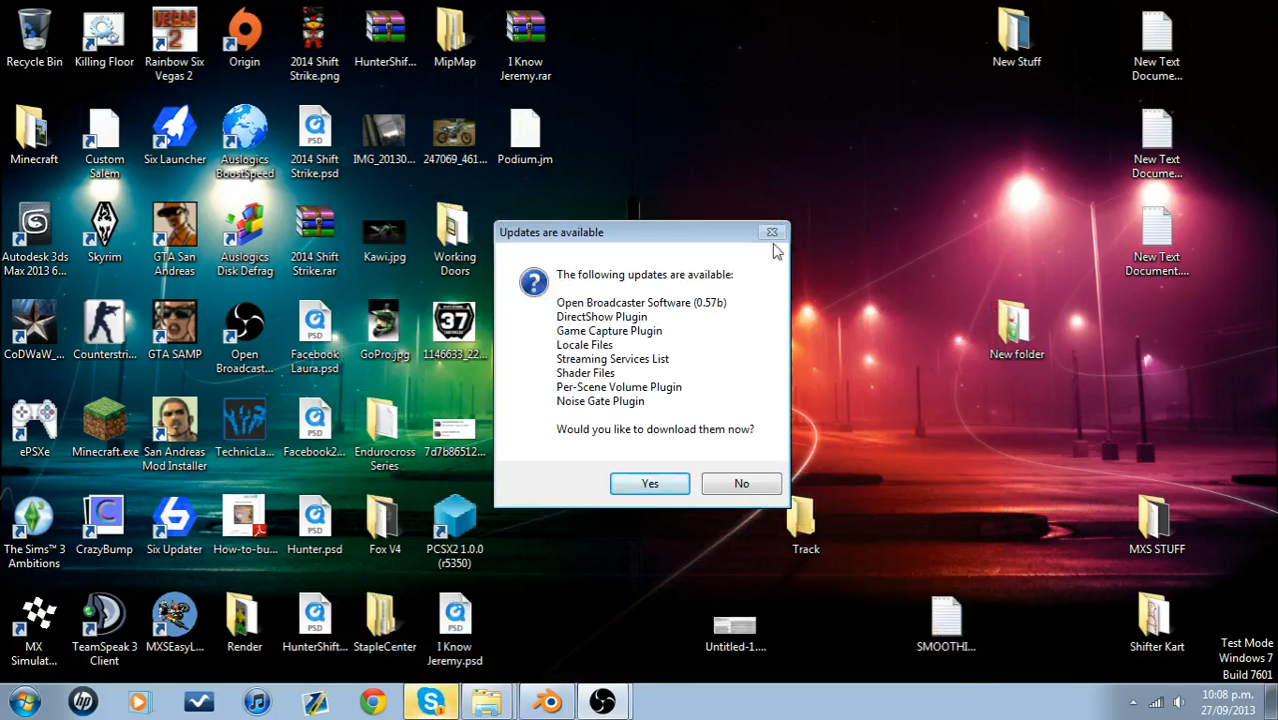 Recycle Bin
Killing Floor
Rainbow Six
Vegas 2
Origin
2014 Shift
Strike.png
HunterShif...
MipMap
I Know
Jeremy.rar
New Stuff
New Text
Docume...
Minecraft
Custom
Salem
Six Launcher
Auslogics
BoostSpeed
2014 Shift
Strike.psd
IMG_20130...
247069_461...
Podium.jm
New Text
Docume...
Autodesk 3ds
Max 2013 6...
Skyrim
GTA San
Andreas
Auslogics
Disk Defrag
2014 Shift
Strike.rar
Kawi.jpg
Working
Doors
New Text
Document....
Updates are available
The following updates are available:
Open Broadcaster Software (0.57b)
DirectShow Plugin
Game Capture Plugin
Locale Files
Streaming Services List
Shader Files
Per-Scene Volume Plugin
Noise Gate Plugin
Would you like to download them now?
Yes
No
CoDWaW_...
Counterstri...
GTA SAMP
Open
Broadcast...
Facebook
Laura.psd
GoPro.jpg
37
1146633_22...
New folder
ePSXe
Minecraft.exe
San Andreas
Mod Installer
TechnicLa...
Facebook2...
Endurocross
Series
7d7b86512...
The Sims™ 3
Ambitions
CrazyBump
Six Updater
How-to-bu...
Hunter.psd
Fox V4
PCSX2 1.0.0
(r5350)
Track
MXS STUFF
MX
Simulat...
TeamSpeak 3
Client
MXSEasyL...
Render
HunterShift...
StapleCenter
I Know
Jeremy.psd
Untitled-1....
SMOOTHI...
Shifter Kart
Test Mode
Windows 7
Build 7601
10:08 p.m.
27/09/2013